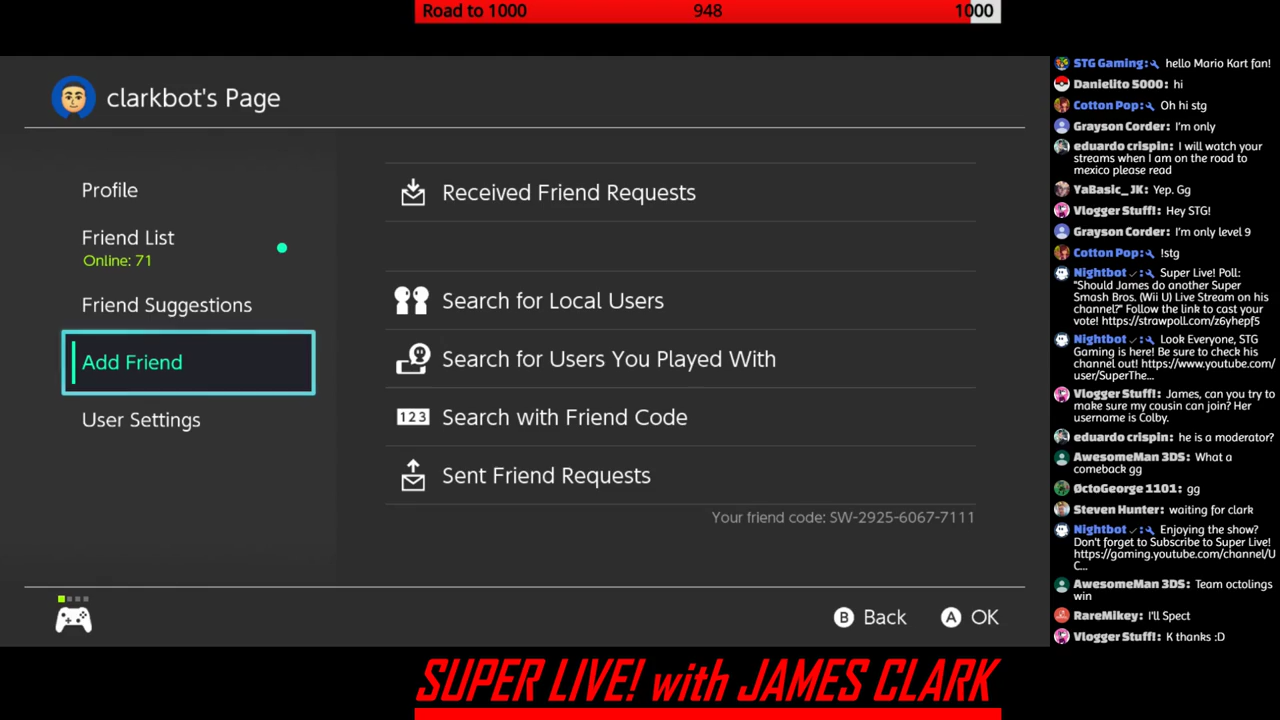 Road to 1000 948 1000
clarkbot's Page
Profile
Friend List
Online: 71
Friend Suggestions
Add Friend
User Settings
Received Friend Requests
Search for Local Users
Search for Users You Played With
123 Search with Friend Code
Sent Friend Requests
Your friend code: SW-2925-6067-7111
B Back A OK
SUPER LIVE! with JAMES CLARK
STG Gaming: hello Mario Kart fan!
Danielito 5000: hi
Cotton Pop: Oh hi stg
Grayson Corder: I'm only
eduardo crispin: I will watch your
streams when I am on the road to
mexico please read
YaBasic_JK: Yep. Gg
Vlogger Stuff!: Hey STG!
Grayson Corder: I'm only level 9
Cotton Pop: !stg
Nightbot: Super Live! Poll:
"Should James do another Super
Smash Bros. (Wii U) Live Stream on his
channel?" Follow the link to cast your
vote! https://strawpoll.com/z6yhepf5
Nightbot: Look Everyone, STG
Gaming is here! Be sure to check his
channel out! https://www.youtube.com/
user/SuperThe...
Vlogger Stuff!: James, can you try to
make sure my cousin can join? Her
username is Colby.
eduardo crispin: he is a moderator?
AwesomeMan 3DS: What a
comeback gg
ØctoGeorge 1101: gg
Steven Hunter: waiting for clark
Nightbot: Enjoying the show?
Don't forget to Subscribe to Super Live!
https://gaming.youtube.com/channel/U
C...
AwesomeMan 3DS: Team octolings
win
RareMikey: I'll Spect
Vlogger Stuff!: K thanks :D